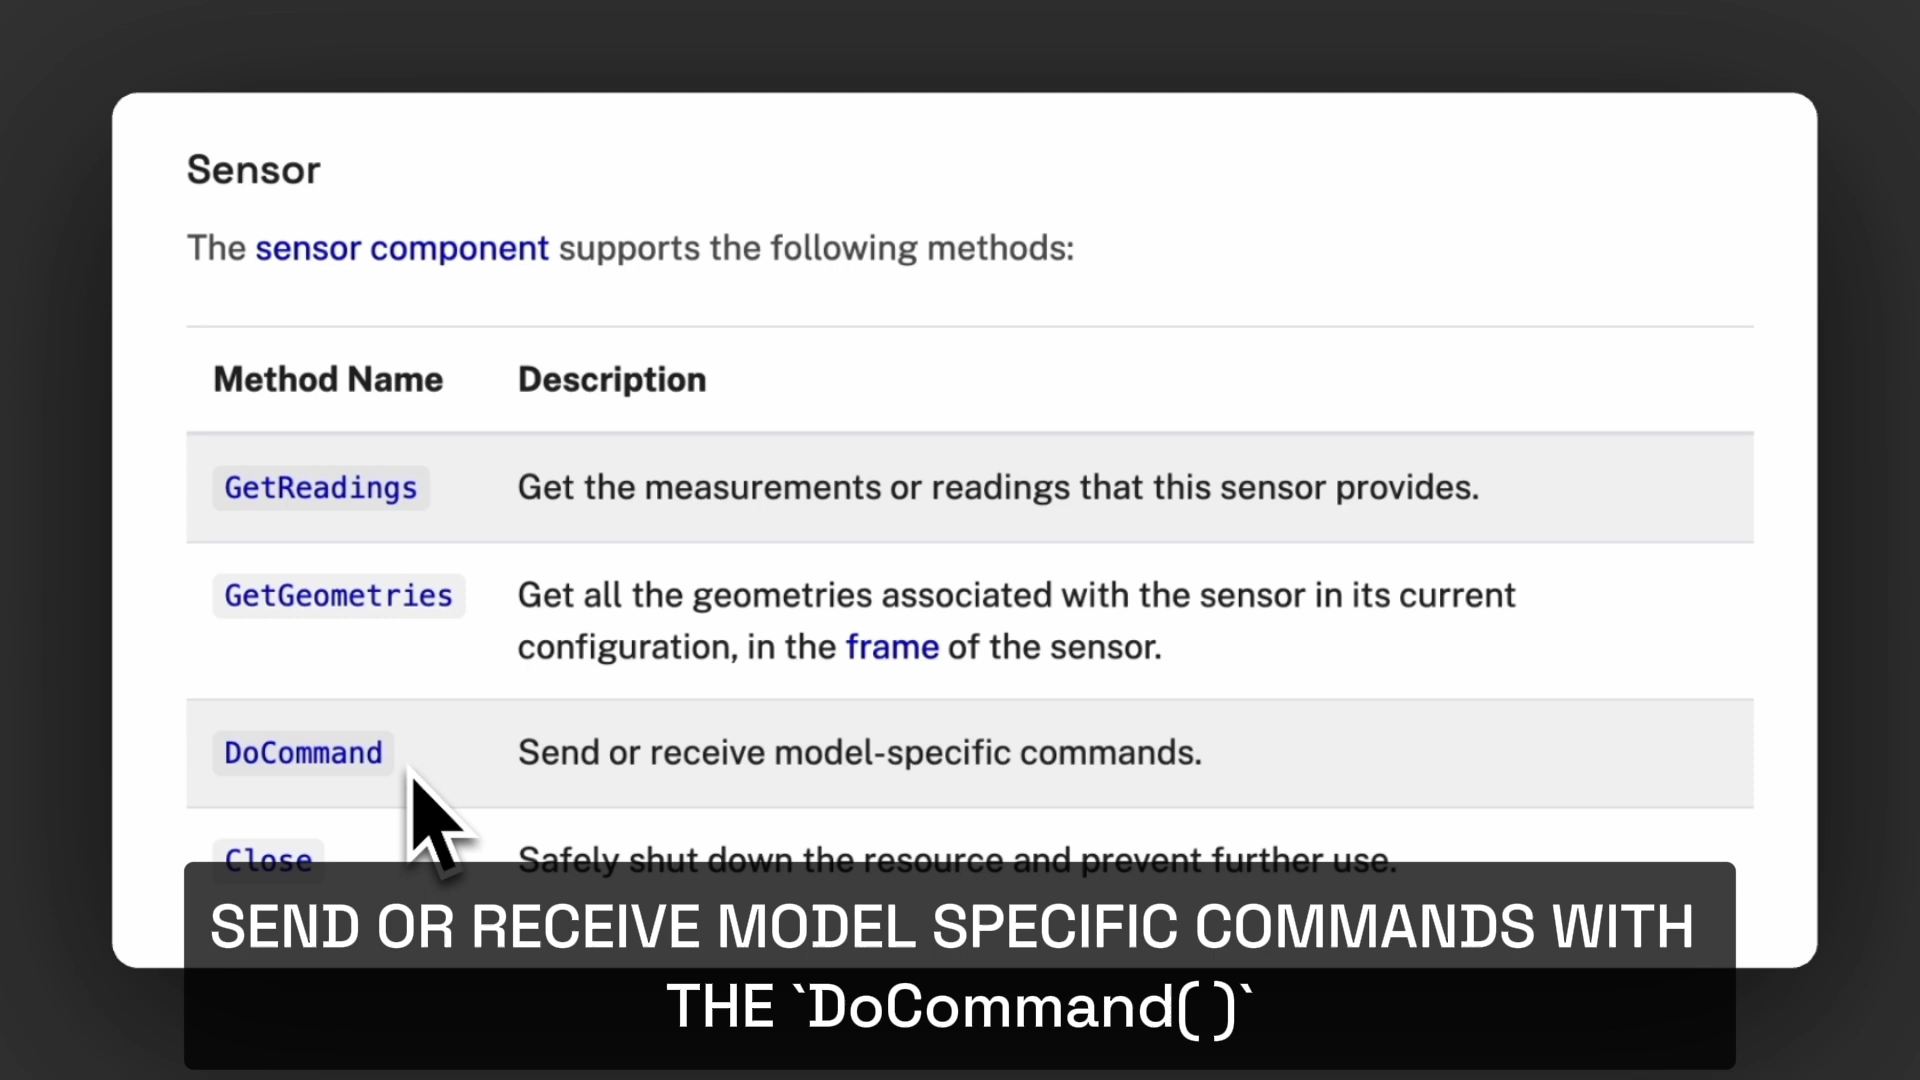 Sensor
The sensor component supports the following methods:
Method Name Description
GetReadings Get the measurements or readings that this sensor provides.
GetGeometries Get all the geometries associated with the sensor in its current
configuration, in the frame of the sensor.
DoCommand Send or receive model-specific commands.
Close Safely shut down the resource and prevent further use.
SEND OR RECEIVE MODEL SPECIFIC COMMANDS WITH
THE `DoCommand()`